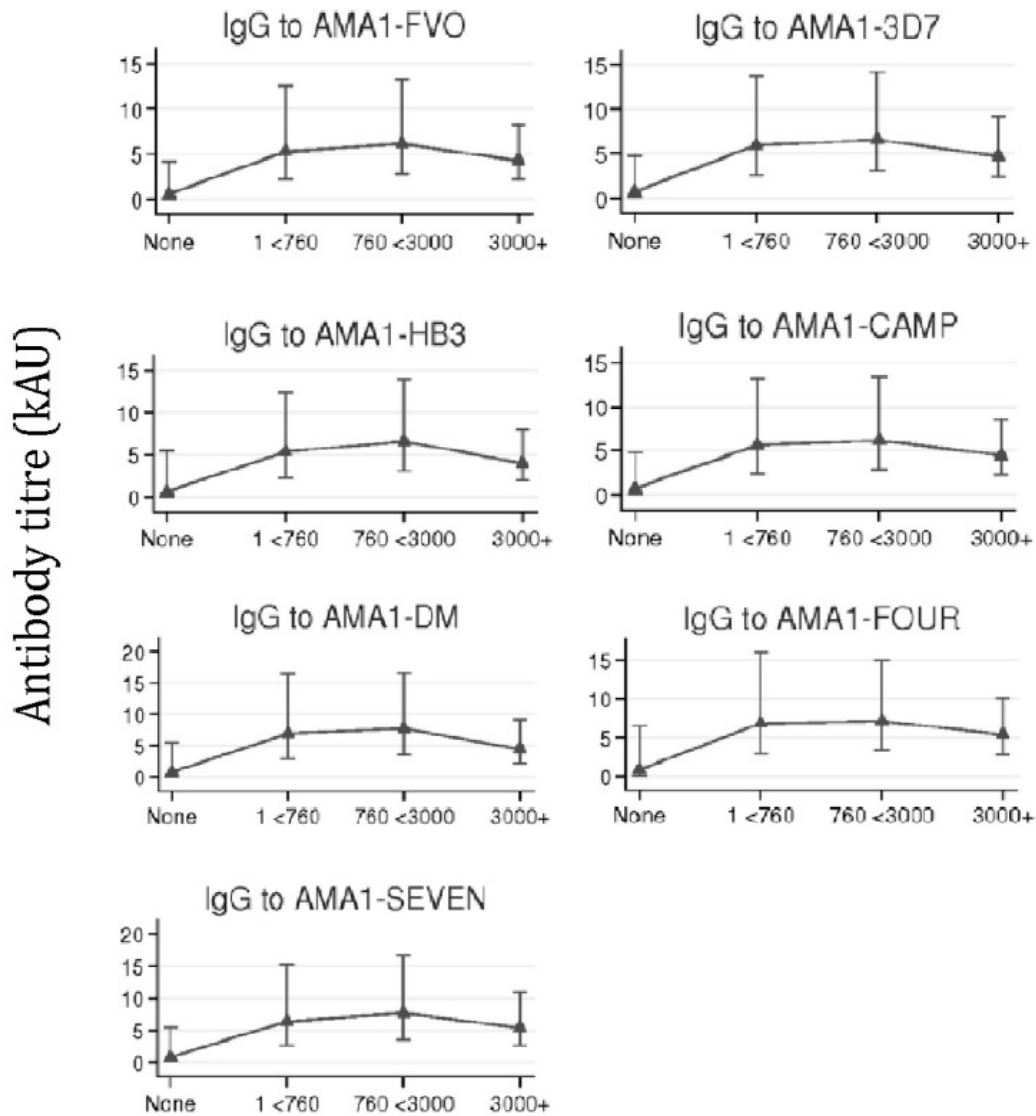 Antibody titre (kAU)
IgG to AMA1-FVO
15
10
5
0
None 1 <760 760 <3000 3000+
IgG to AMA1-3D7
15
10
5
0
None 1 <760 760 <3000 3000+
IgG to AMA1-HB3
15
10
5
0
None 1 <760 760 <3000 3000+
IgG to AMA1-CAMP
15
10
5
0
None 1 <760 760 <3000 3000+
IgG to AMA1-DM
20
15
10
5
0
None 1 <760 760 <3000 3000+
IgG to AMA1-FOUR
15
10
5
0
None 1 <760 760 <3000 3000+
IgG to AMA1-SEVEN
20
15
10
5
0
None 1 <760 760 <3000 3000+